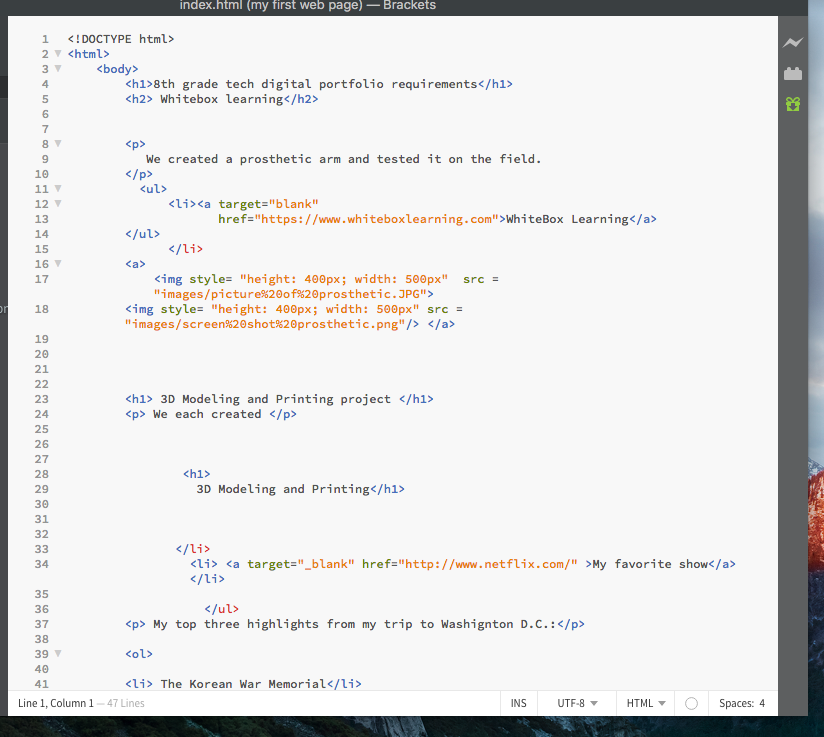 index.html (my first web page) — Brackets
1 <!DOCTYPE html>
2 <html>
3 <body>
4 <h1>8th grade tech digital portfolio requirements</h1>
5 <h2> Whitebox learning</h2>
6
7
8 <p>
9 We created a prosthetic arm and tested it on the field.
10 </p>
11 <ul>
12 <li><a target="blank"
13 href="https://www.whiteboxlearning.com">WhiteBox Learning</a>
14 </ul>
15 </li>
16 <a>
17 <img style= "height: 400px; width: 500px"  src =
"images/picture%20of%20prosthetic.JPG">
18 <img style= "height: 400px; width: 500px" src =
"images/screen%20shot%20prosthetic.png"/> </a>
19
20
21
22
23 <h1> 3D Modeling and Printing project </h1>
24 <p> We each created </p>
25
26
27
28 <h1>
29 3D Modeling and Printing</h1>
30
31
32
33 </li>
34 <li> <a target="_blank" href="http://www.netflix.com/" >My favorite show</a>
</li>
35
36 </ul>
37 <p> My top three highlights from my trip to Washignton D.C.:</p>
38
39 <ol>
40
41 <li> The Korean War Memorial</li>
Line 1, Column 1 — 47 Lines INS UTF-8 HTML Spaces: 4